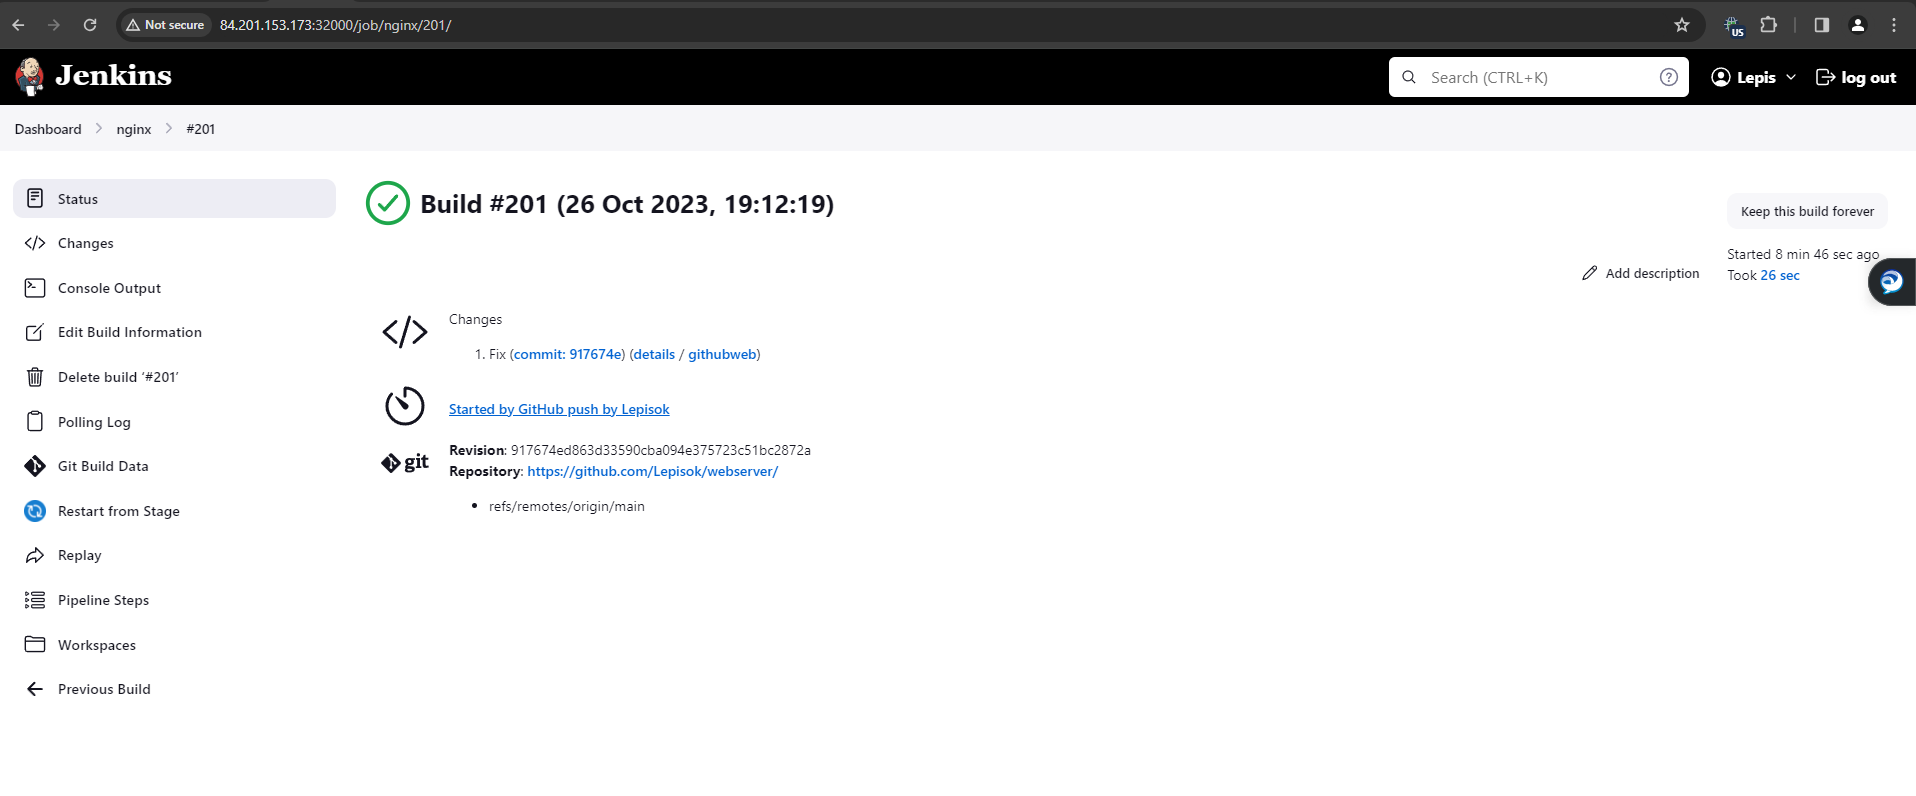 Not secure 84.201.153.173:32000/job/nginx/201/
US
Jenkins
Search (CTRL+K)
?
Lepis
log out
Dashboard
nginx
#201
Status
Changes
Console Output
Edit Build Information
Delete build ‘#201’
Polling Log
Git Build Data
Restart from Stage
Replay
Pipeline Steps
Workspaces
Previous Build
Build #201 (26 Oct 2023, 19:12:19)
Keep this build forever
Started 8 min 46 sec ago
Took 26 sec
Add description
Changes
1. Fix (commit: 917674e) (details / githubweb)
Started by GitHub push by Lepisok
git
Revision: 917674ed863d33590cba094e375723c51bc2872a
Repository: https://github.com/Lepisok/webserver/
• refs/remotes/origin/main